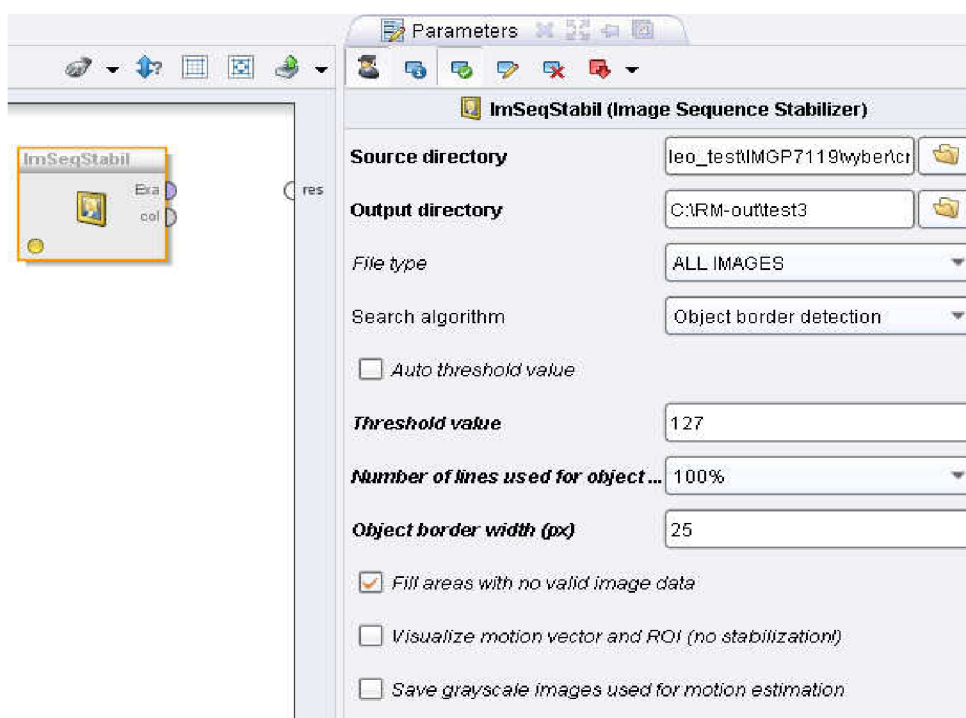 Parameters
ImSeqStabil (Image Sequence Stabilizer)
ImSeqStabil
Exa
col
res
Source directory
leo_test\IMGP7119\wyber\cr
Output directory
C:\RM-out\test3
File type
ALL IMAGES
Search algorithm
Object border detection
Auto threshold value
Threshold value
127
Number of lines used for object ...
100%
Object border width (px)
25
Fill areas with no valid image data
Visualize motion vector and ROI (no stabilization!)
Save grayscale images used for motion estimation